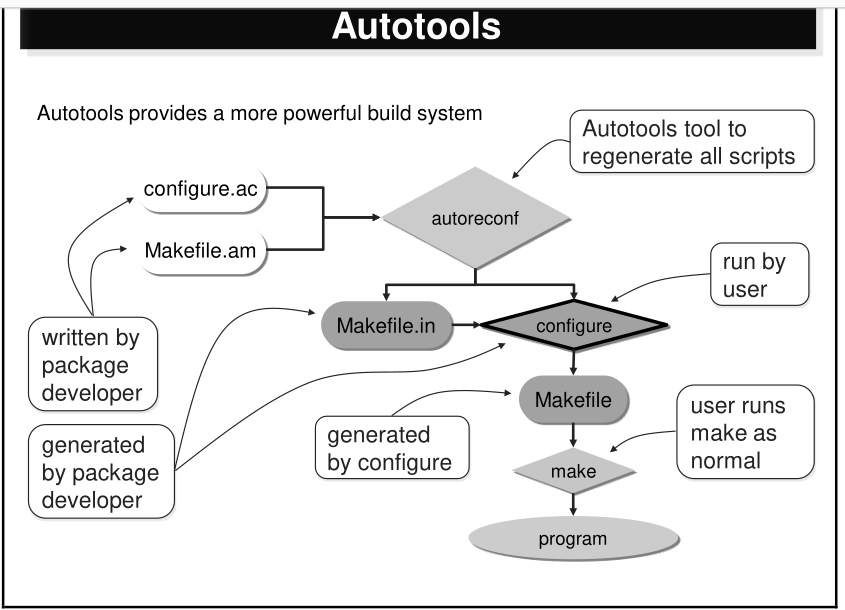 Autotools
Autotools provides a more powerful build system
Autotools tool to
regenerate all scripts
configure.ac
autoreconf
Makefile.am
run by
user
Makefile.in
configure
written by
package
developer
Makefile
user runs
make as
normal
generated
by configure
generated
by package
developer
make
program